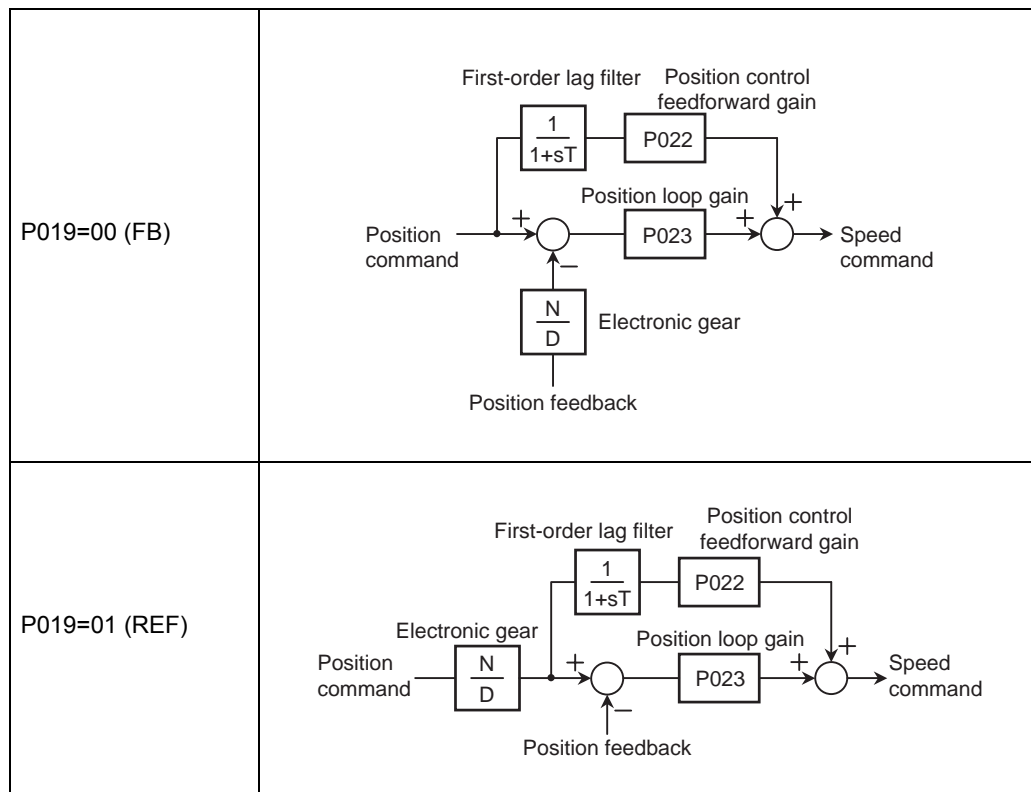 P019=00 (FB)
First-order lag filter
Position control
feedforward gain
1
1+sT
P022
Position loop gain
Position
command
+
−
P023
+
+
Speed
command
N
D
Electronic gear
Position feedback
P019=01 (REF)
Position control
feedforward gain
First-order lag filter
1
1+sT
P022
Electronic gear
Position loop gain
Position
command
N
D
+
−
P023
+
+
Speed
command
Position feedback